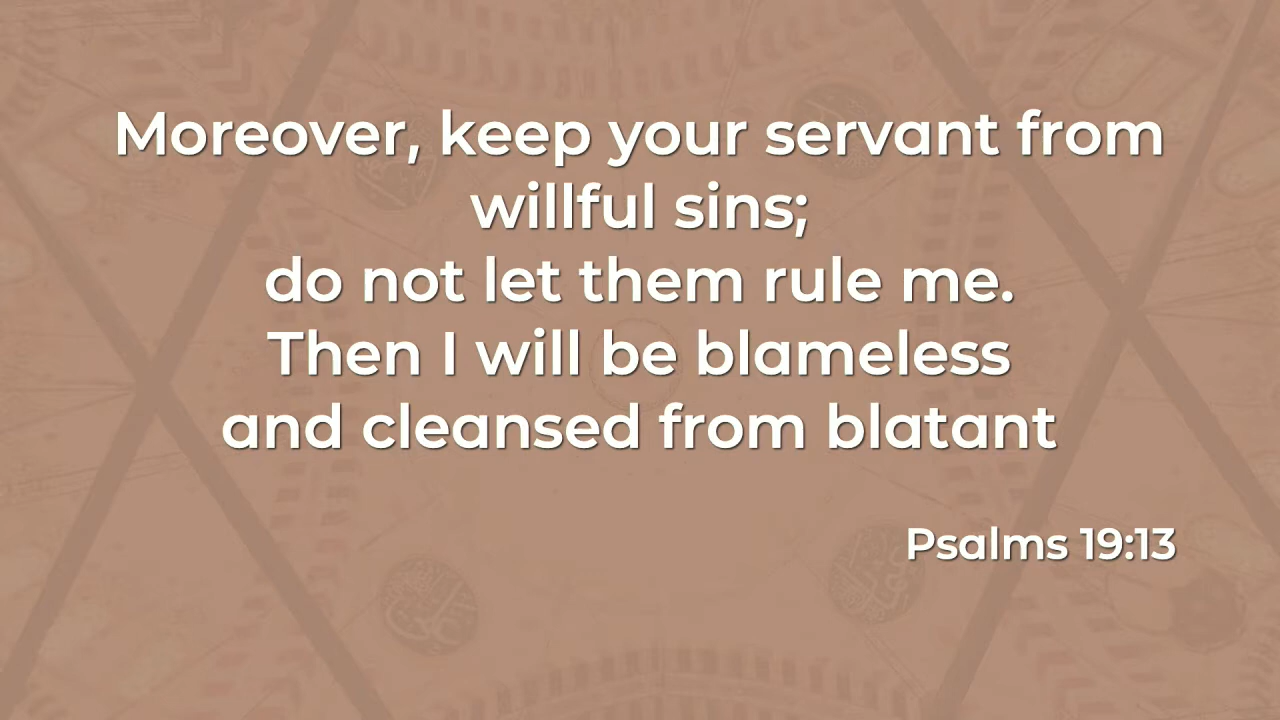 Moreover, keep your servant from
willful sins;
do not let them rule me.
Then I will be blameless
and cleansed from blatant
Psalms 19:13